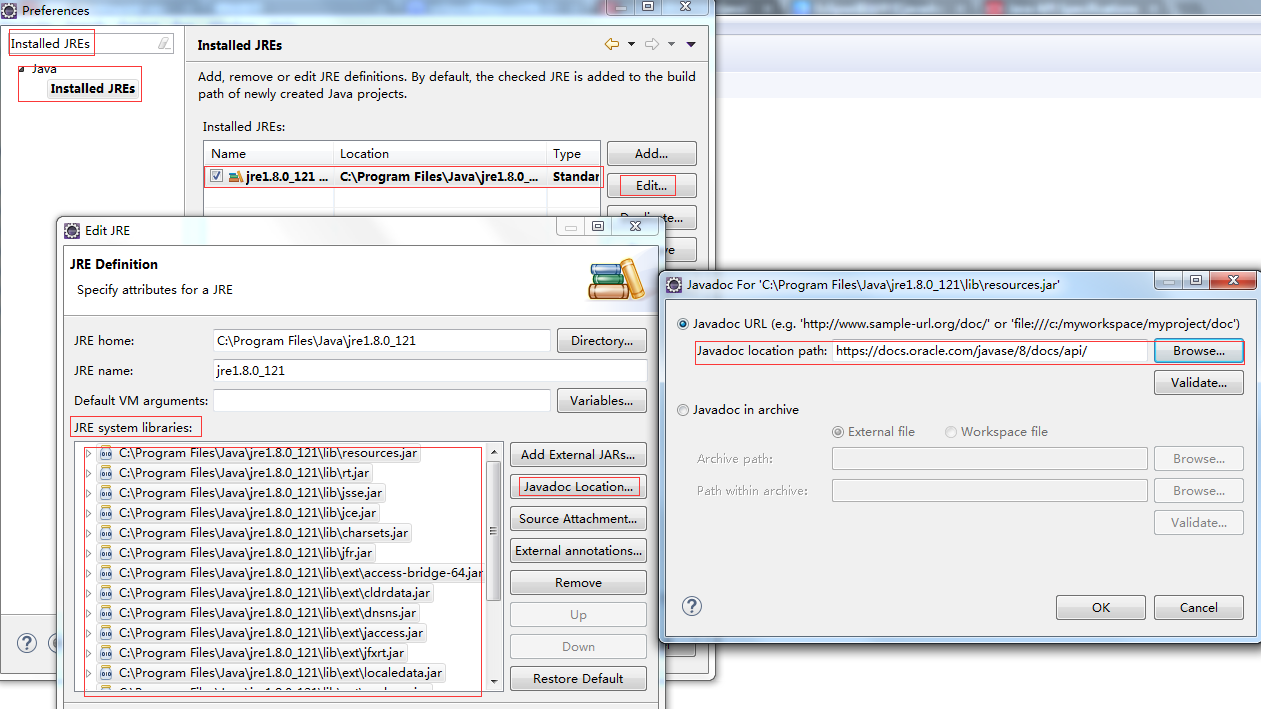 Preferences
Installed JREs
Java
Installed JREs
Installed JREs
Add, remove or edit JRE definitions. By default, the checked JRE is added to the build
path of newly created Java projects.
Installed JREs:
Name Location Type
jre1.8.0_121 ... C:\Program Files\Java\jre1.8.0_... Standar
Add...
Edit...
Edit JRE
JRE Definition
Specify attributes for a JRE
JRE home: C:\Program Files\Java\jre1.8.0_121 Directory...
JRE name: jre1.8.0_121
Default VM arguments: Variables...
JRE system libraries:
C:\Program Files\Java\jre1.8.0_121\lib\resources.jar
C:\Program Files\Java\jre1.8.0_121\lib\rt.jar
C:\Program Files\Java\jre1.8.0_121\lib\jsse.jar
C:\Program Files\Java\jre1.8.0_121\lib\jce.jar
C:\Program Files\Java\jre1.8.0_121\lib\charsets.jar
C:\Program Files\Java\jre1.8.0_121\lib\jfr.jar
C:\Program Files\Java\jre1.8.0_121\lib\ext\access-bridge-64.jar
C:\Program Files\Java\jre1.8.0_121\lib\ext\cldrdata.jar
C:\Program Files\Java\jre1.8.0_121\lib\ext\dnsns.jar
C:\Program Files\Java\jre1.8.0_121\lib\ext\jaccess.jar
C:\Program Files\Java\jre1.8.0_121\lib\ext\jfxrt.jar
C:\Program Files\Java\jre1.8.0_121\lib\ext\localedata.jar
Add External JARs...
Javadoc Location...
Source Attachment...
External annotations...
Remove
Up
Down
Restore Default
Javadoc For 'C:\Program Files\Java\jre1.8.0_121\lib\resources.jar'
Javadoc URL (e.g. 'http://www.sample-url.org/doc/' or 'file:///c:/myworkspace/myproject/doc')
Javadoc location path: https://docs.oracle.com/javase/8/docs/api/ Browse...
Validate...
Javadoc in archive
External file Workspace file
Archive path: Browse...
Path within archive: Browse...
Validate...
OK Cancel